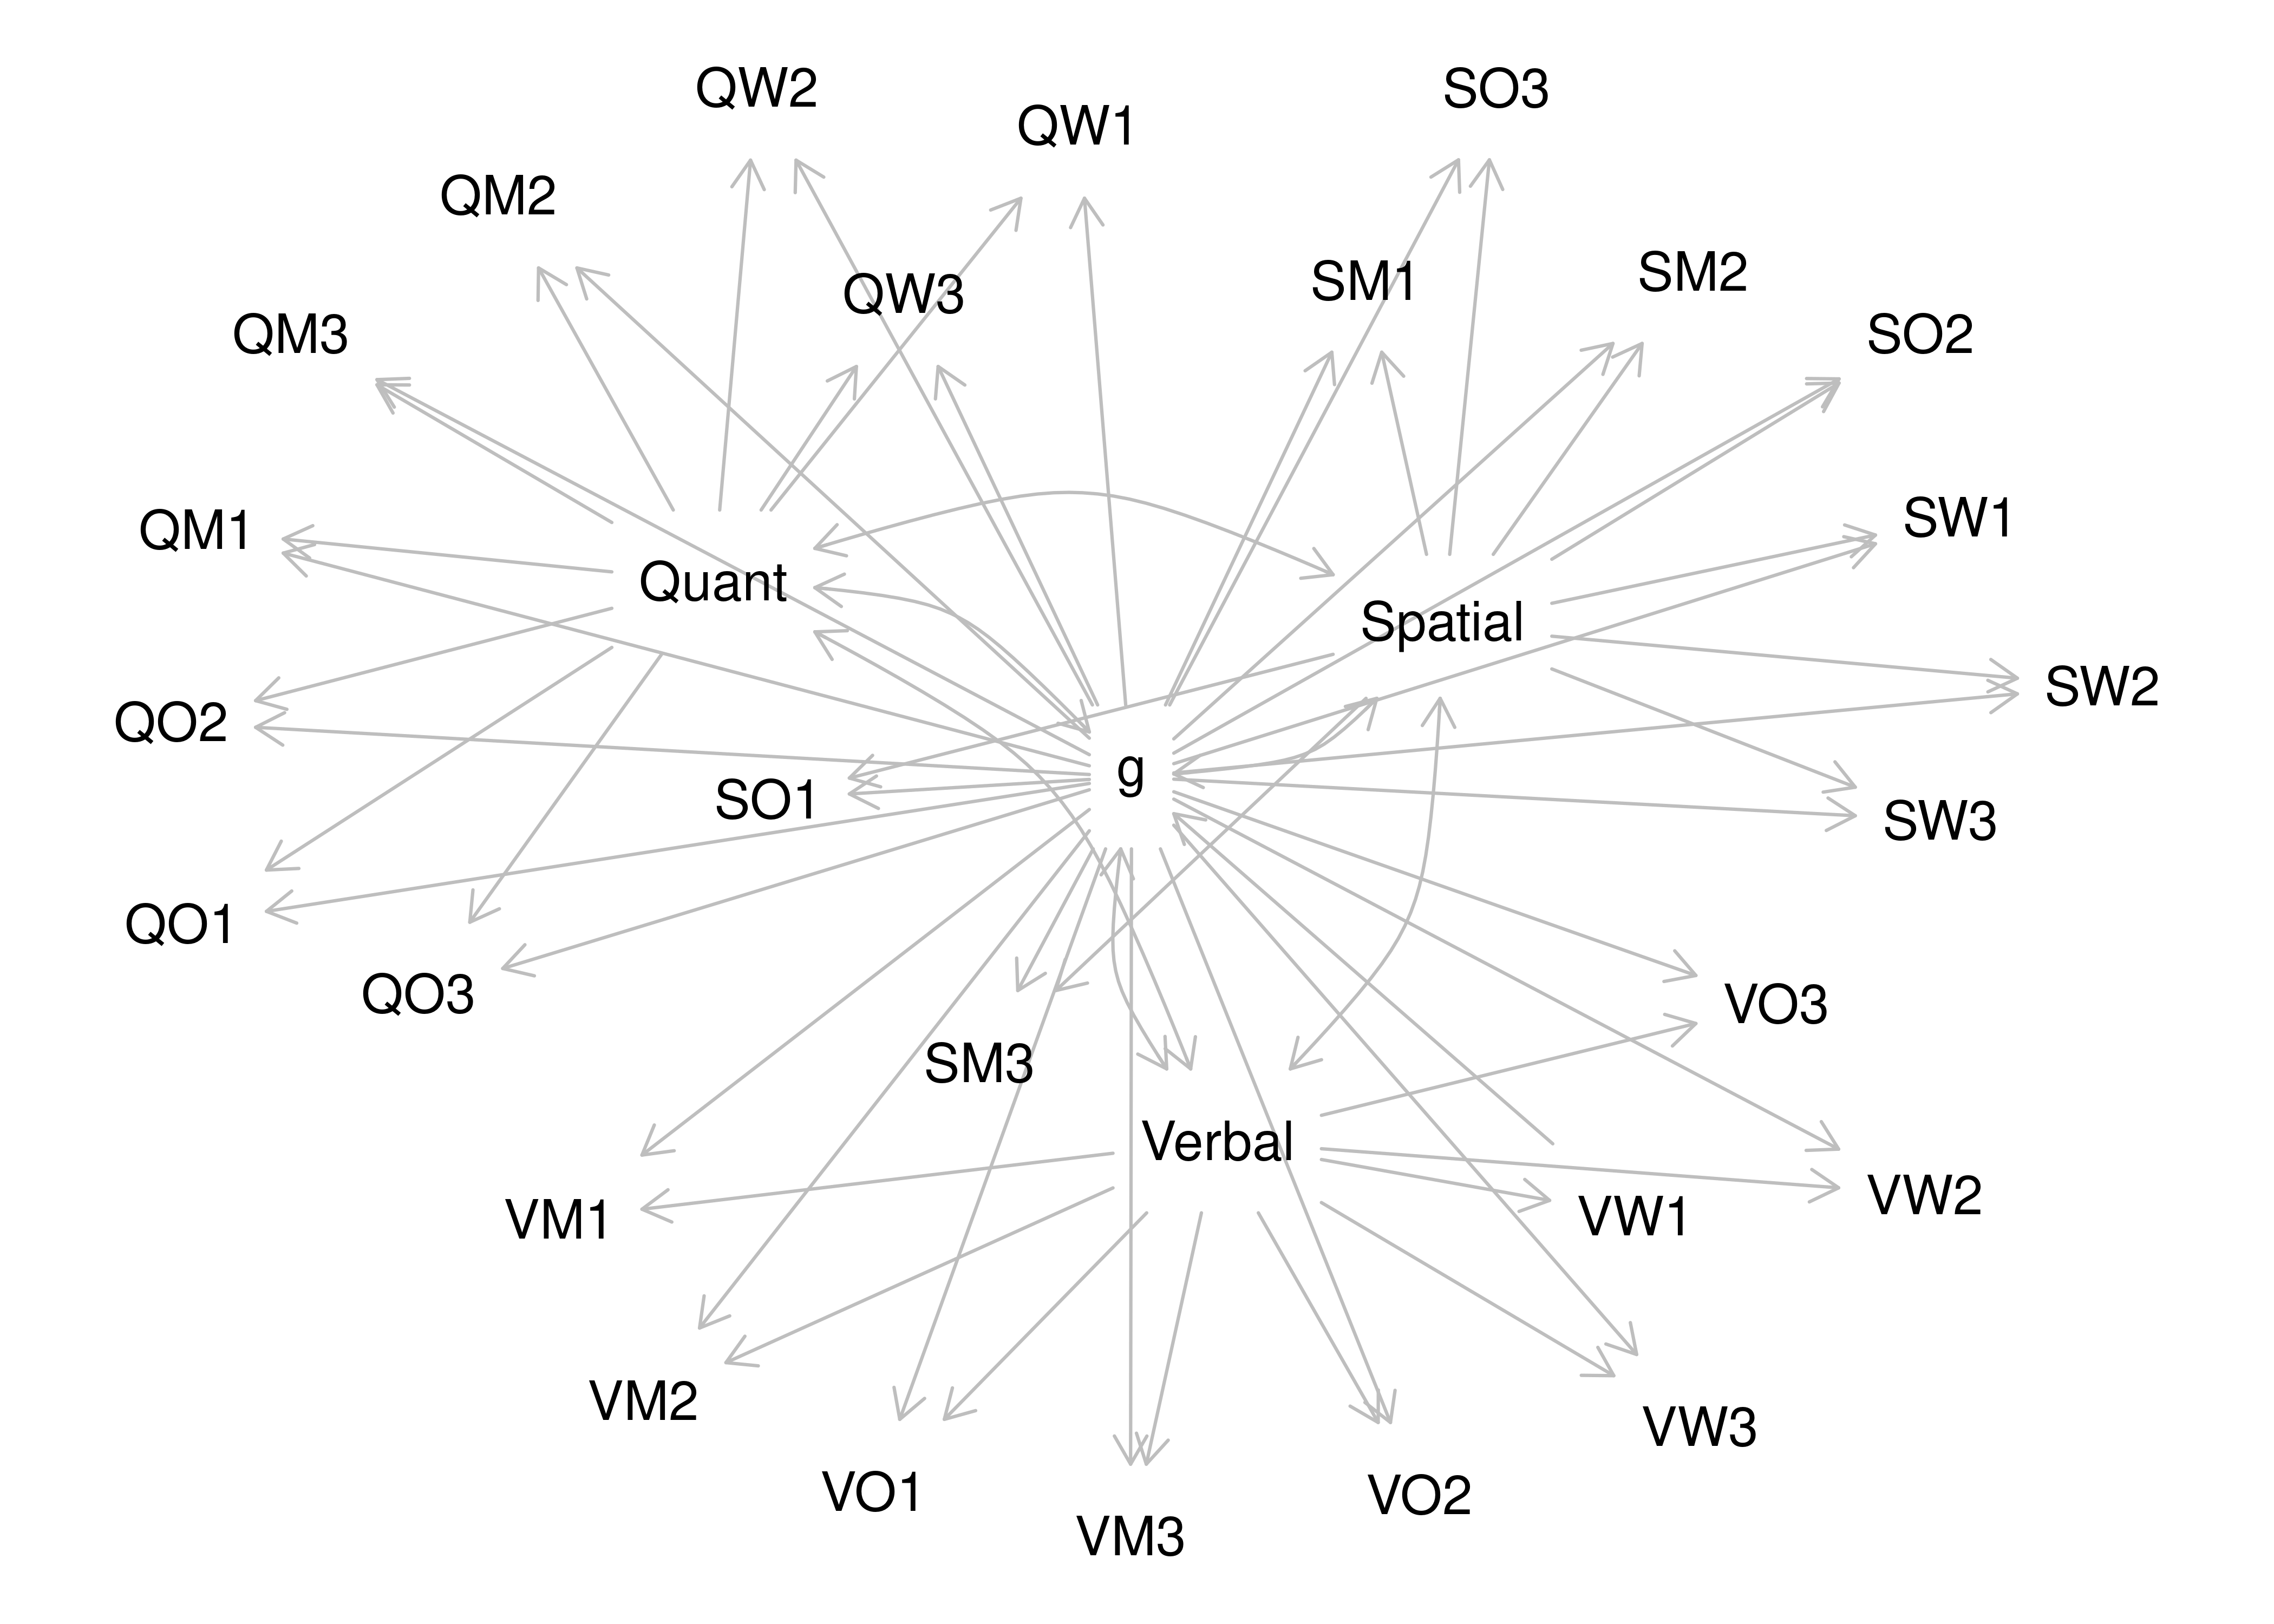 QW2
SO3
QW1
QM2
SM2
SM1
QW3
QM3
SO2
SW1
QM1
Quant
Spatial
SW2
QO2
g
SO1
SW3
QO1
QO3
VO3
SM3
Verbal
VW2
VW1
VM1
VM2
VW3
VO1
VO2
VM3